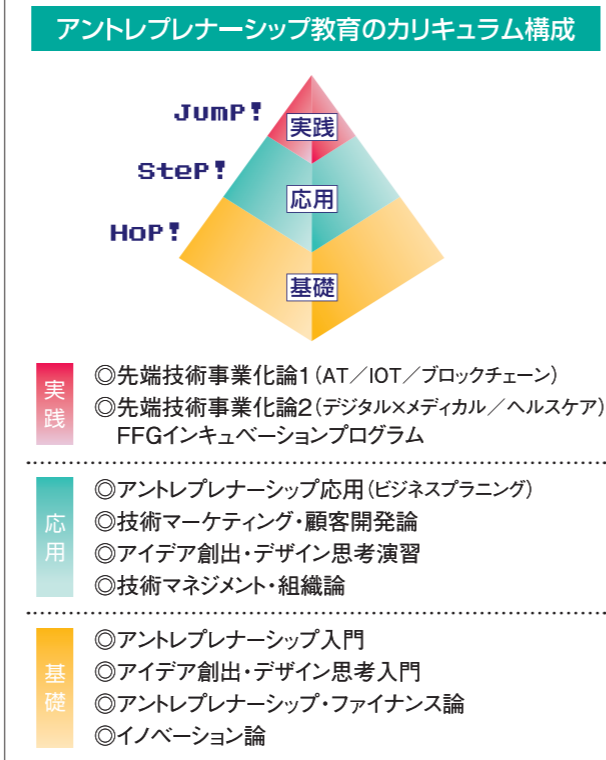 アントレプレナーシップ教育のカリキュラム構成
JumP!
実践
SteP!
応用
HoP!
基礎
実践
◎先端技術事業化論1(AT/IOT/ブロックチェーン)
◎先端技術事業化論2(デジタル×メディカル/ヘルスケア)
FFGインキュベーションプログラム
応用
◎アントレプレナーシップ応用(ビジネスプラニング)
◎技術マーケティング・顧客開発論
◎アイデア創出・デザイン思考演習
◎技術マネジメント・組織論
基礎
◎アントレプレナーシップ入門
◎アイデア創出・デザイン思考入門
◎アントレプレナーシップ・ファイナンス論
◎イノベーション論